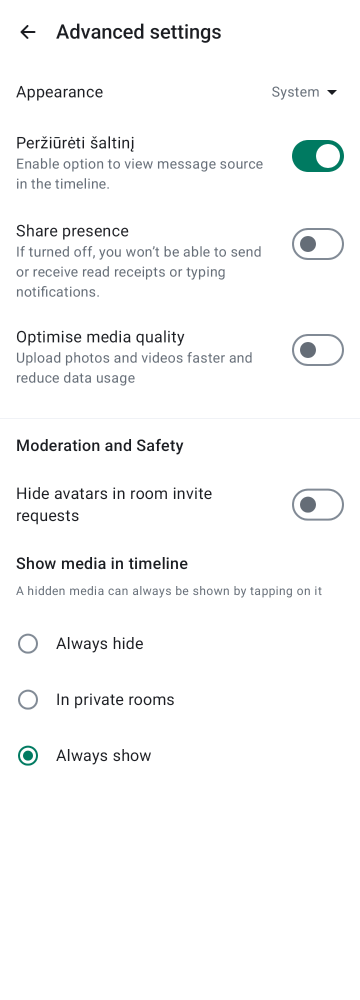 Advanced settings
Appearance
System
Peržiūrėti šaltinį
Enable option to view message source
in the timeline.
Share presence
If turned off, you won’t be able to send
or receive read receipts or typing
notifications.
Optimise media quality
Upload photos and videos faster and
reduce data usage
Moderation and Safety
Hide avatars in room invite
requests
Show media in timeline
A hidden media can always be shown by tapping on it
Always hide
In private rooms
Always show